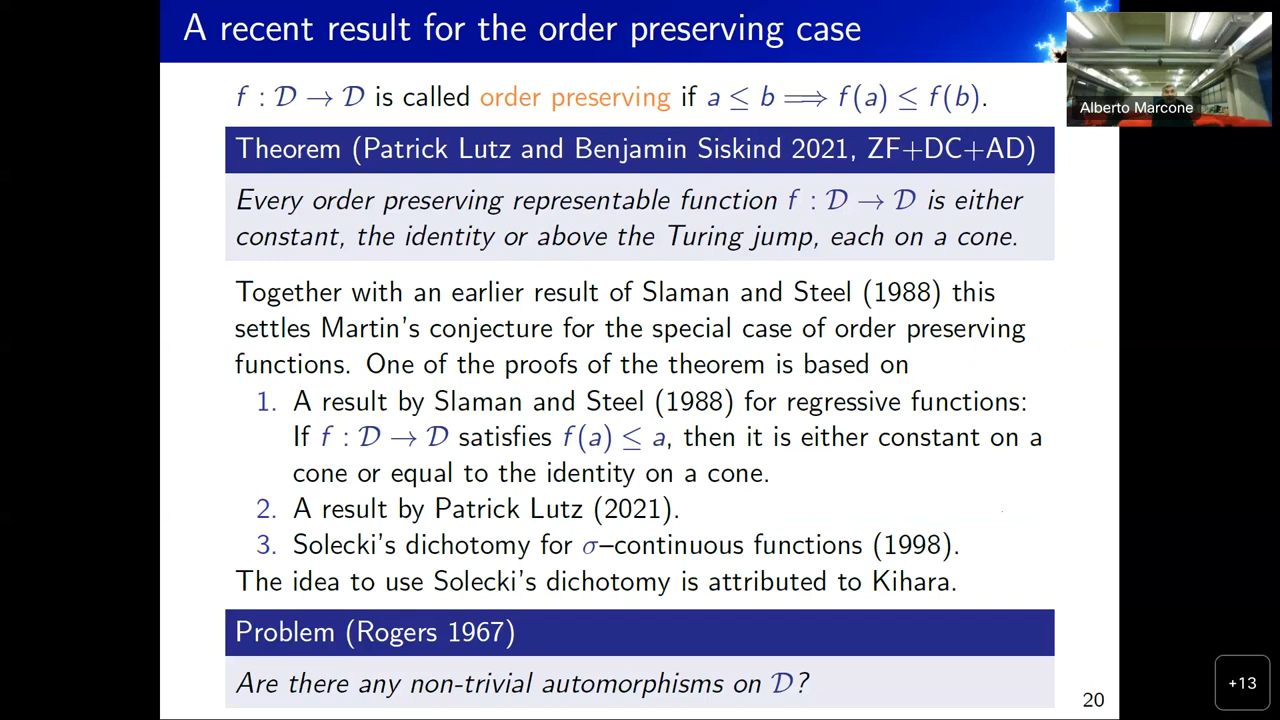 A recent result for the order preserving case
Alberto Marcone
f : 𝒟 → 𝒟 is called order preserving if a ≤ b ⟹ f(a) ≤ f(b).
Theorem (Patrick Lutz and Benjamin Siskind 2021, ZF+DC+AD)
Every order preserving representable function f : 𝒟 → 𝒟 is either
constant, the identity or above the Turing jump, each on a cone.
Together with an earlier result of Slaman and Steel (1988) this
settles Martin's conjecture for the special case of order preserving
functions. One of the proofs of the theorem is based on
1. A result by Slaman and Steel (1988) for regressive functions:
If f : 𝒟 → 𝒟 satisfies f(a) ≤ a, then it is either constant on a
cone or equal to the identity on a cone.
2. A result by Patrick Lutz (2021).
3. Solecki's dichotomy for σ–continuous functions (1998).
The idea to use Solecki's dichotomy is attributed to Kihara.
Problem (Rogers 1967)
Are there any non-trivial automorphisms on 𝒟?
20
+13